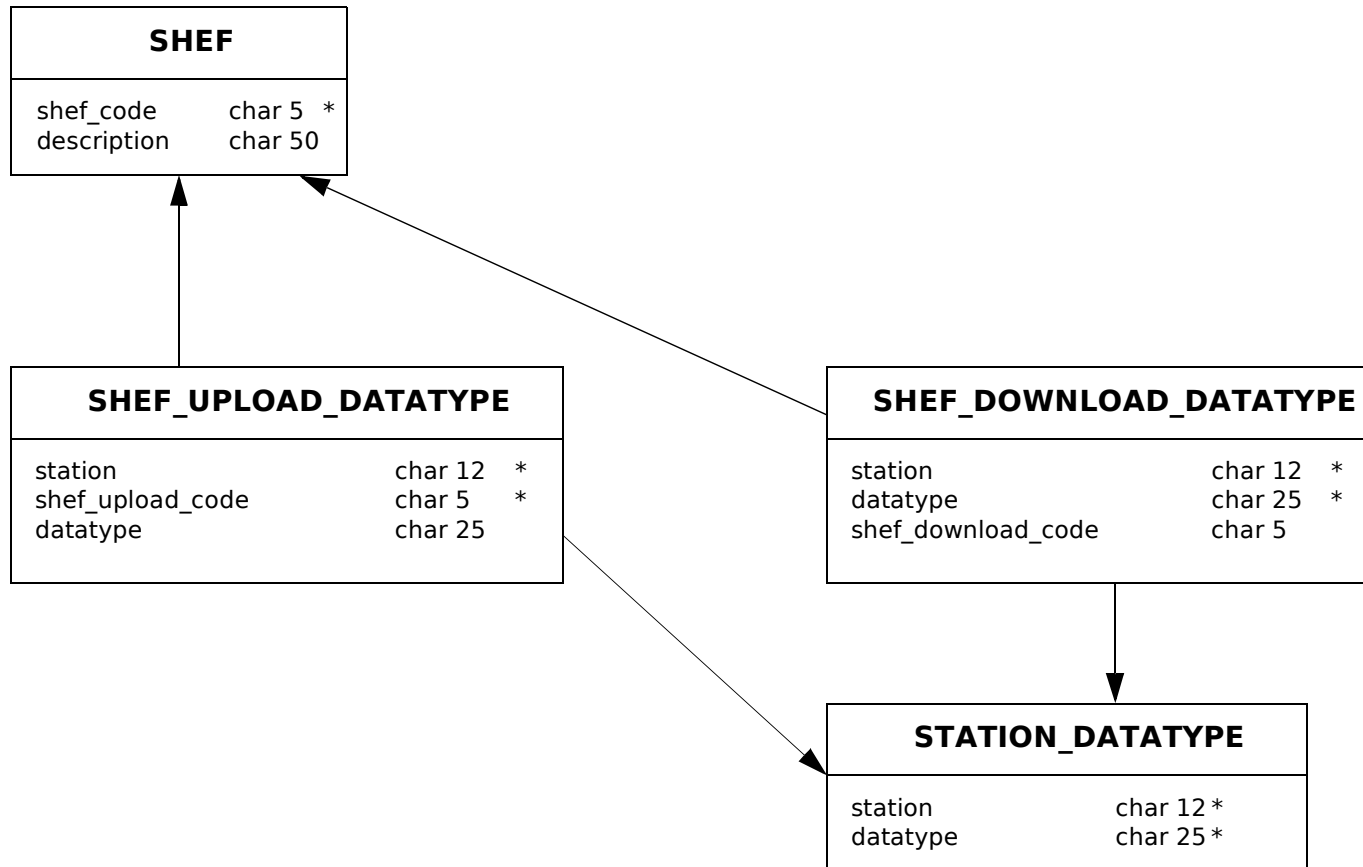 SHEF
shef_code char 5 *
description char 50
SHEF_UPLOAD_DATATYPE
station char 12 *
shef_upload_code char 5 *
datatype char 25
SHEF_DOWNLOAD_DATATYPE
station char 12 *
datatype char 25 *
shef_download_code char 5
STATION_DATATYPE
station char 12 *
datatype char 25 *